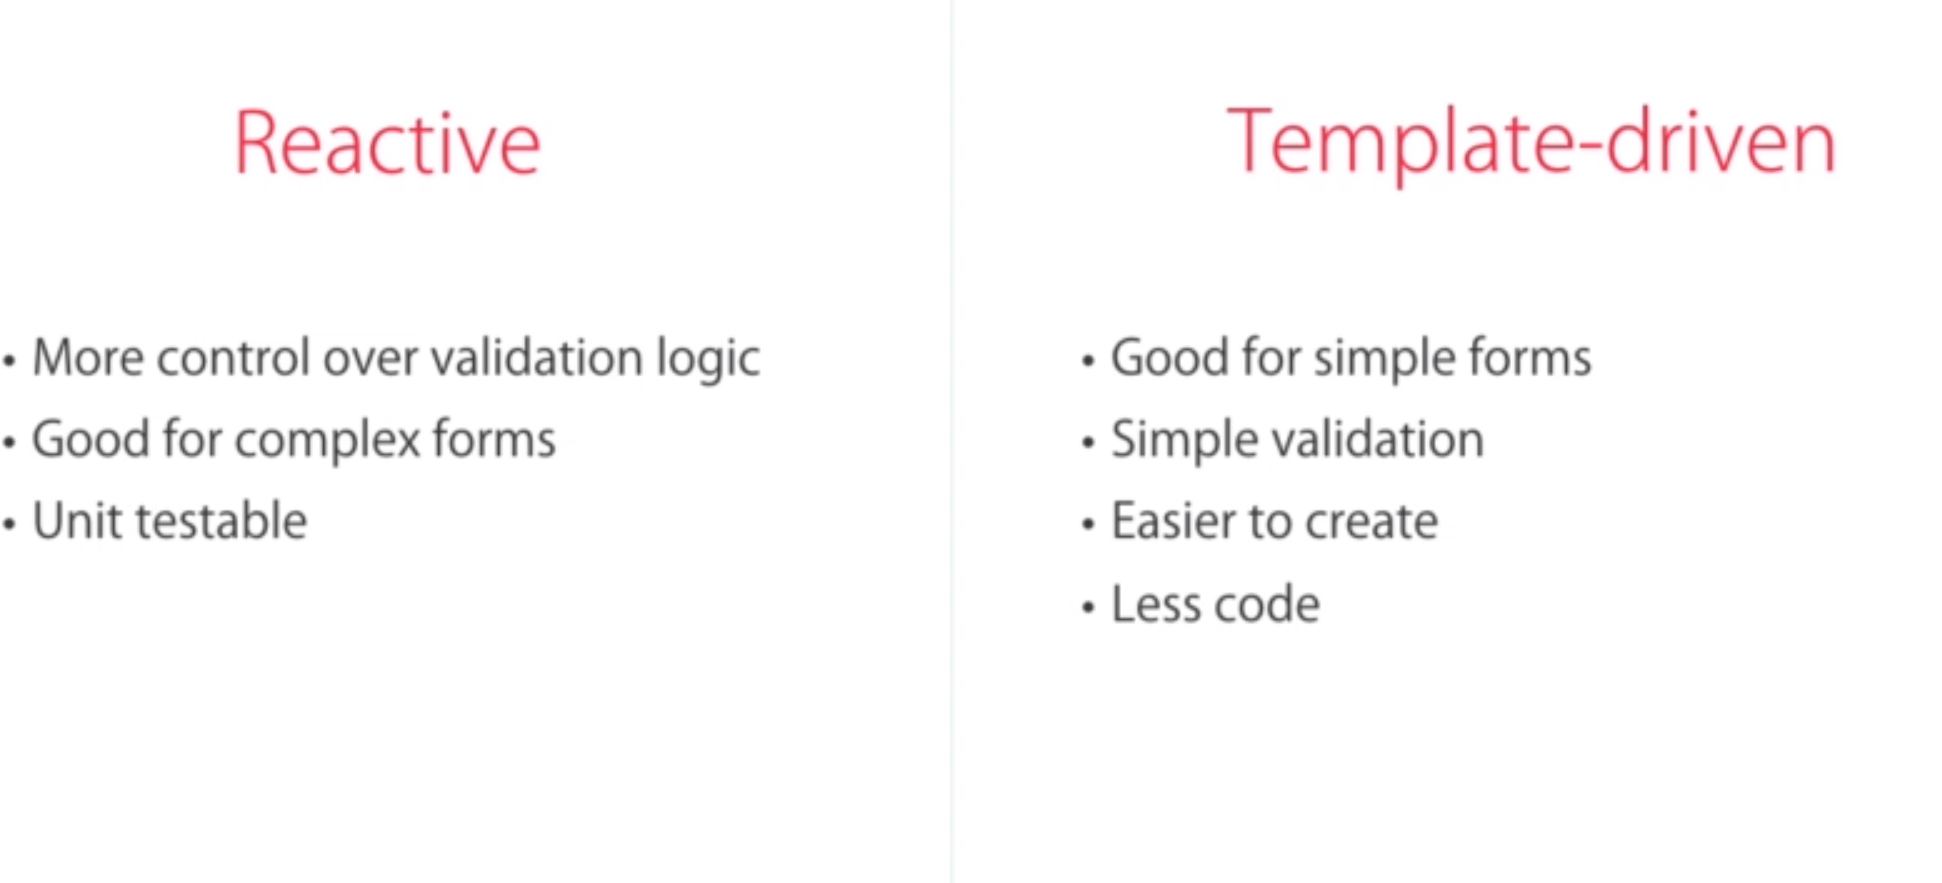 Reactive
• More control over validation logic
• Good for complex forms
• Unit testable
Template-driven
• Good for simple forms
• Simple validation
• Easier to create
• Less code